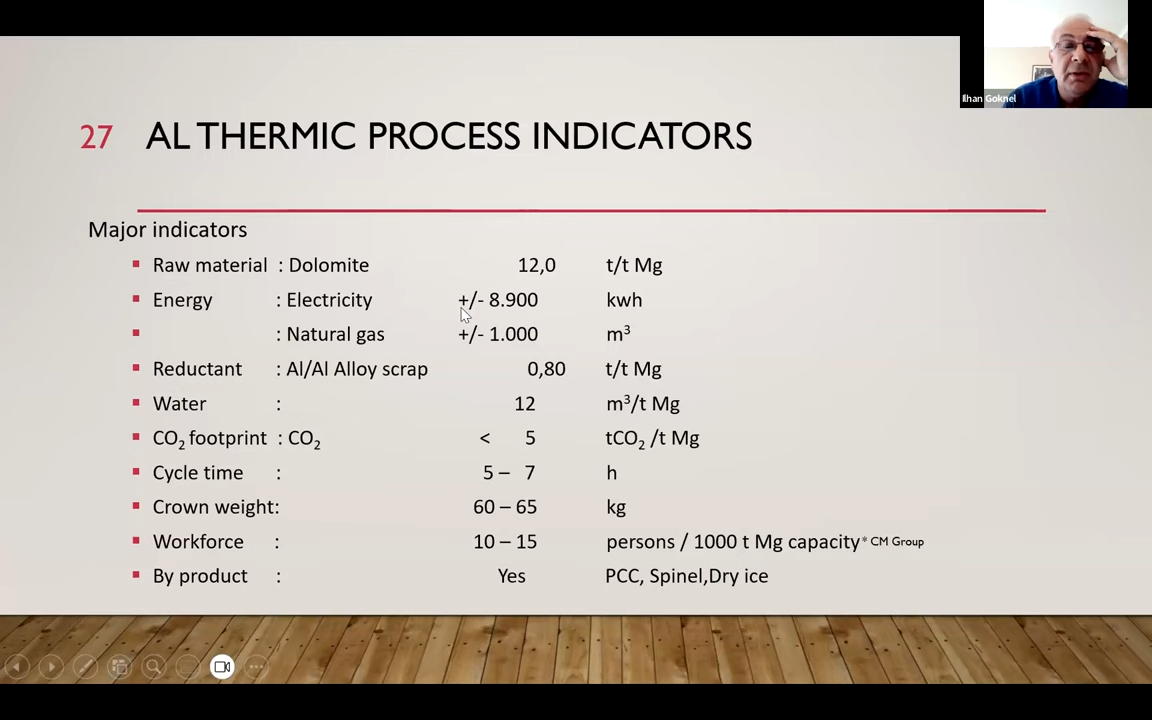 Ilhan Goknel
27 AL THERMIC PROCESS INDICATORS
Major indicators
Raw material : Dolomite 12,0 t/t Mg
Energy : Electricity +/- 8.900 kwh
: Natural gas +/- 1.000 m³
Reductant : Al/Al Alloy scrap 0,80 t/t Mg
Water : 12 m³/t Mg
CO₂ footprint : CO₂ < 5 tCO₂ /t Mg
Cycle time : 5 – 7 h
Crown weight: 60 – 65 kg
Workforce : 10 – 15 persons / 1000 t Mg capacity* CM Group
By product : Yes PCC, Spinel,Dry ice